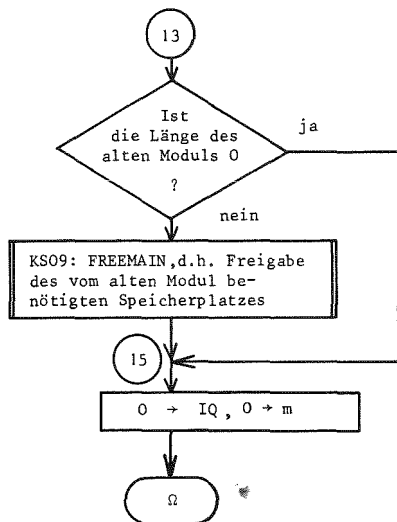 13
Ist
die Länge des
alten Moduls 0
?
ja
nein
KS09: FREEMAIN,d.h. Freigabe
des vom alten Modul be-
nötigten Speicherplatzes
15
0 → IQ, 0 → m
Ω